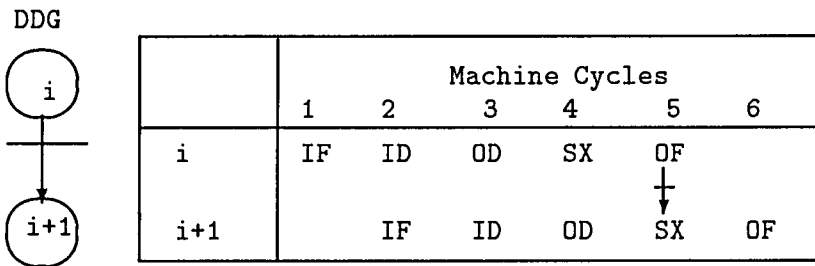 DDG
i
i+1
Machine Cycles
1 2 3 4 5 6
i IF ID OD SX OF
i+1 IF ID OD SX OF